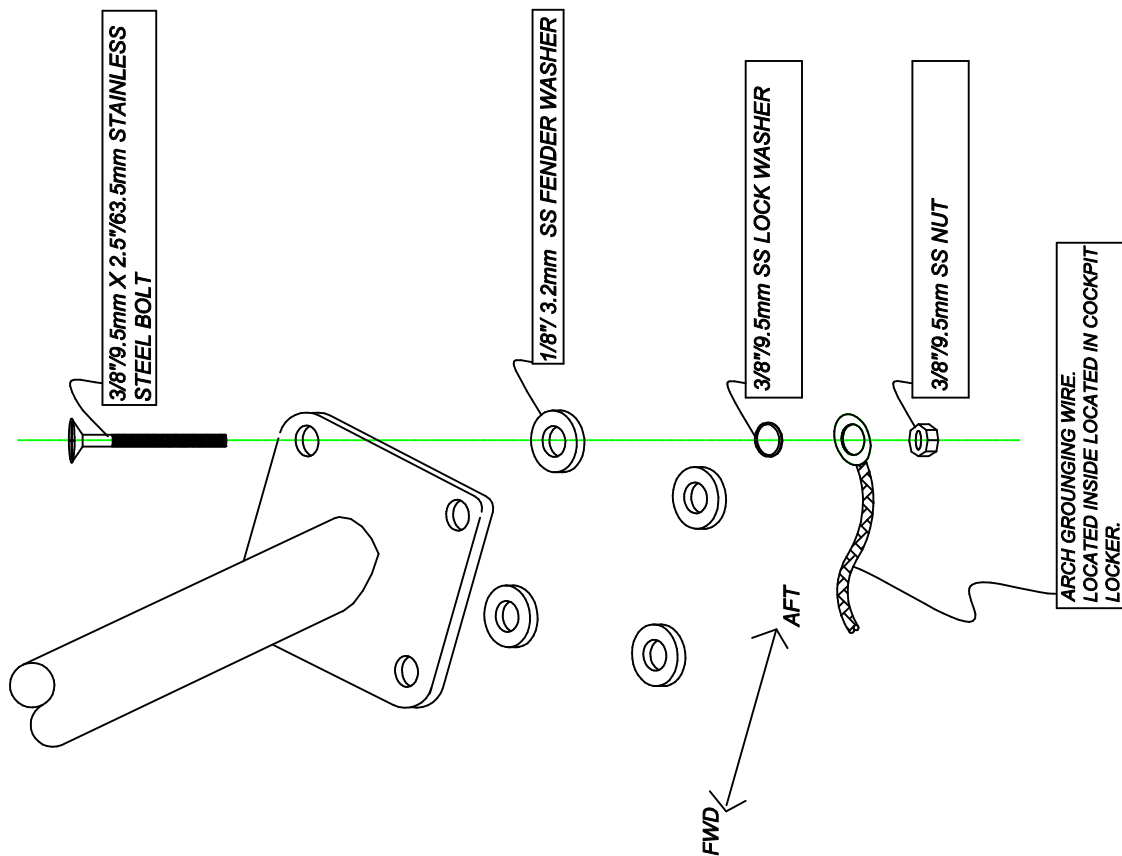 3/8"/9.5mm X 2.5"/63.5mm STAINLESS
STEEL BOLT
1/8"/ 3.2mm SS FENDER WASHER
3/8"/9.5mm SS LOCK WASHER
3/8"/9.5mm SS NUT
ARCH GROUNGING WIRE.
LOCATED INSIDE LOCATED IN COCKPIT
LOCKER.
FWD
AFT